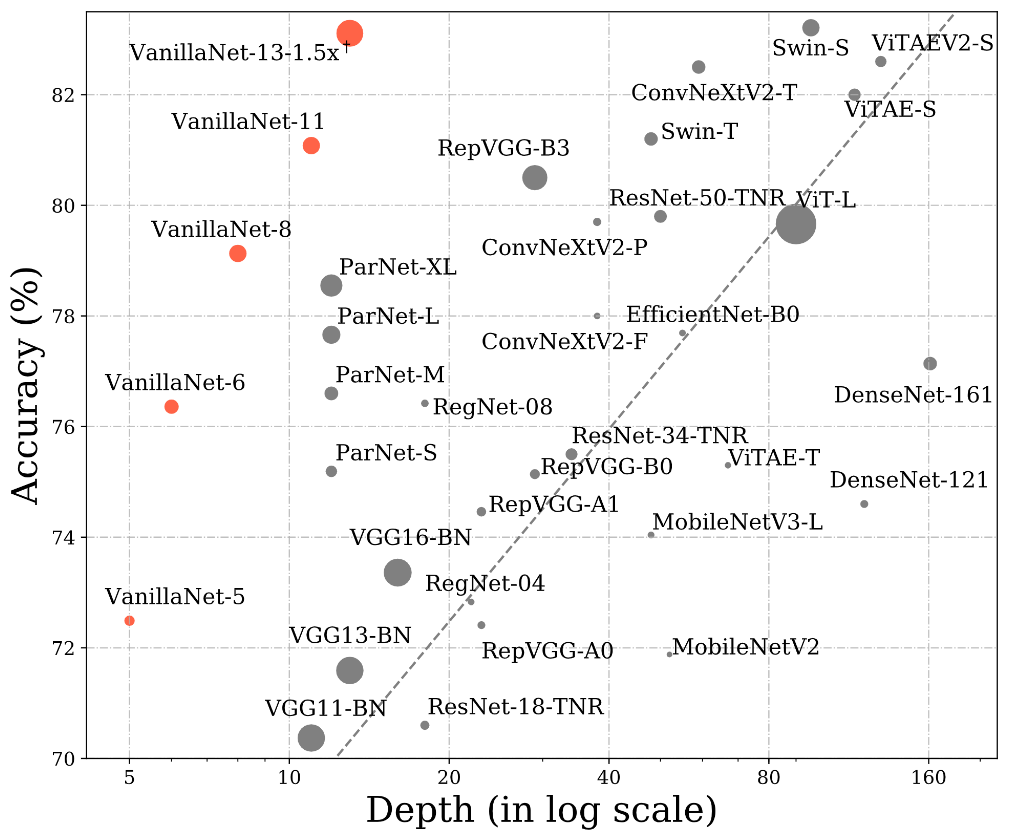 ViTAEV2-S
Swin-S
VanillaNet-13-1.5x†
82
ConvNeXtV2-T
ViTAE-S
VanillaNet-11
Swin-T
RepVGG-B3
80
ResNet-50-TNR
ViT-L
VanillaNet-8
ConvNeXtV2-P
ParNet-XL
78
ParNet-L
EfficientNet-B0
ConvNeXtV2-F
VanillaNet-6
ParNet-M
DenseNet-161
RegNet-08
76
ResNet-34-TNR
ParNet-S
RepVGG-B0
ViTAE-T
DenseNet-121
RepVGG-A1
74
VGG16-BN
MobileNetV3-L
VanillaNet-5
RegNet-04
72
VGG13-BN
RepVGG-A0
MobileNetV2
VGG11-BN
ResNet-18-TNR
70
Accuracy (%)
5 10 20 40 80 160
Depth (in log scale)